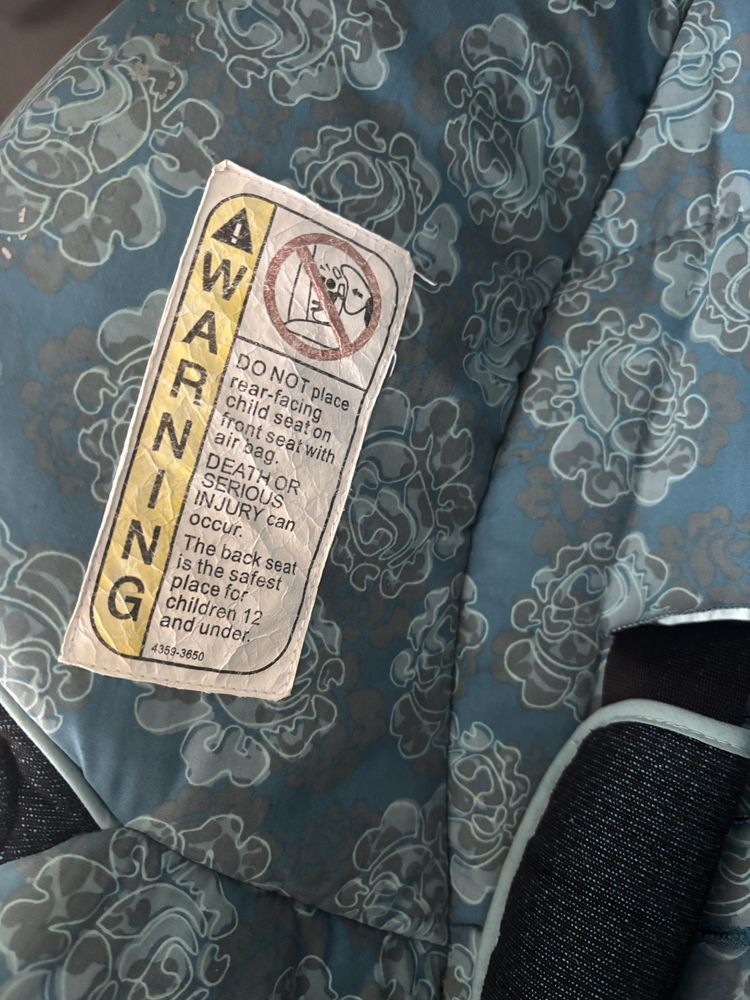 WARNING
DO NOT place
rear-facing
child seat on
front seat with
air bag.
DEATH OR
SERIOUS
INJURY can
occur.
The back seat
is the safest
place for
children 12
and under.
4359-3650